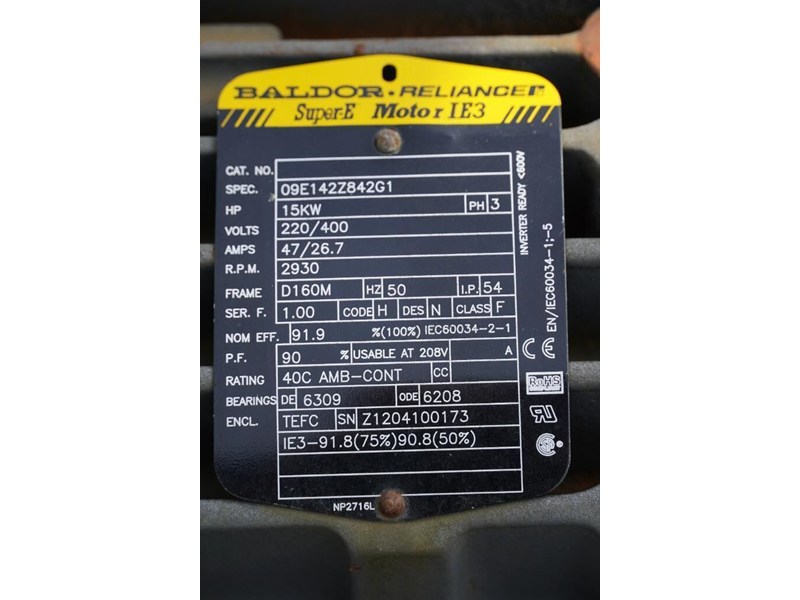 BALDOR·RELIANCE
Super-E Motor IE3
CAT. NO.
SPEC. 09E142Z842G1
HP 15KW PH 3
VOLTS 220/400
AMPS 47/26.7
R.P.M. 2930
FRAME D160M HZ 50 I.P. 54
SER. F. 1.00 CODE H DES N CLASS F
NOM EFF. 91.9 %(100%) IEC60034-2-1
P.F. 90 % USABLE AT 208V A
RATING 40C AMB-CONT CC
BEARINGS DE 6309 ODE 6208
ENCL. TEFC SN Z1204100173
IE3-91.8(75%)90.8(50%)
NP2716L
INVERTER READY <600V
EN/IEC60034-1;-5
CE
RoHS